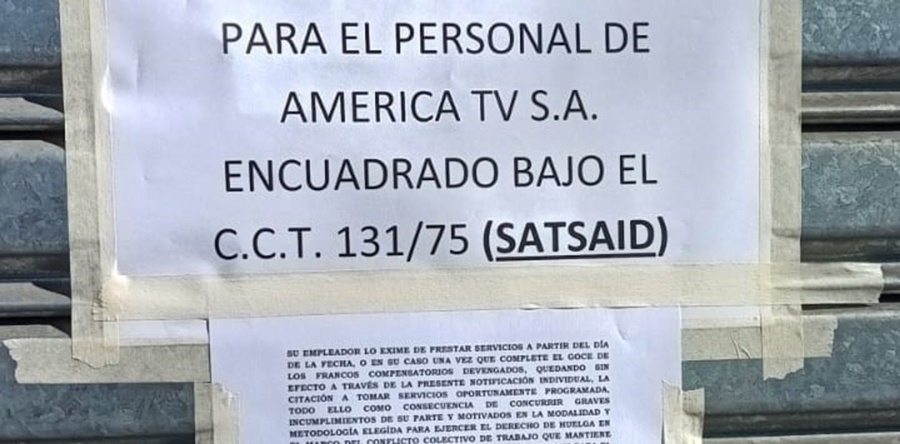 PARA EL PERSONAL DE
AMERICA TV S.A.
ENCUADRADO BAJO EL
C.C.T. 131/75 (SATSAID)
SU EMPLEADOR LO EXIME DE PRESTAR SERVICIOS A PARTIR DEL DÍA
DE LA FECHA, O EN SU CASO UNA VEZ QUE COMPLETE EL GOCE DE
LOS FRANCOS COMPENSATORIOS DEVENGADOS, QUEDANDO SIN
EFECTO A TRAVÉS DE LA PRESENTE NOTIFICACIÓN INDIVIDUAL, LA
CITACIÓN A TOMAR SERVICIOS OPORTUNAMENTE PROGRAMADA,
TODO ELLO COMO CONSECUENCIA DE CONCURRIR GRAVES
INCUMPLIMIENTOS DE SU PARTE Y MOTIVADOS EN LA MODALIDAD Y
METODOLOGÍA ELEGIDA PARA EJERCER EL DERECHO DE HUELGA EN
EL MARCO DEL CONFLICTO COLECTIVO DE TRABAJO QUE MANTIENE